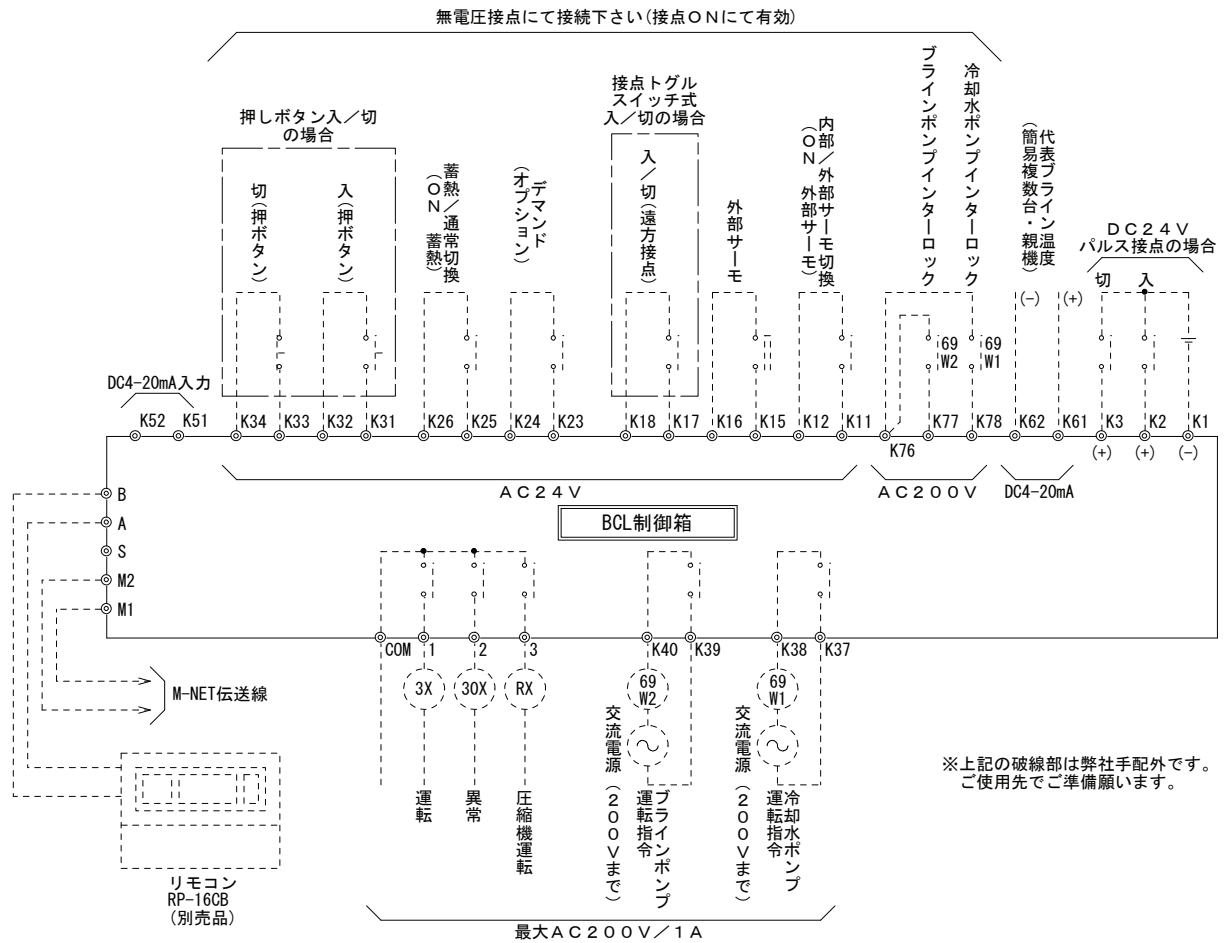 無電圧接点にて接続下さい(接点ONにて有効)
押しボタン入/切
の場合
切(押ボタン)
入(押ボタン)
蓄熱/通常切換
(ON 蓄熱)
デマンド
(オプション)
接点トグル
スイッチ式
入/切の場合
入/切(遠方接点)
外部サーモ
内部/外部サーモ切換
(ON 外部サーモ)
ブラインポンプインターロック
冷却水ポンプインターロック
代表ブライン温度
(簡易複数台・親機)
DC24V
パルス接点の場合
切
入
(-)
(+)
69
W2
69
W1
DC4-20mA入力
K52
K51
K34
K33
K32
K31
K26
K25
K24
K23
K18
K17
K16
K15
K12
K11
K76
K77
K78
K62
K61
K3
K2
K1
(+)
(+)
(-)
AC24V
AC200V
DC4-20mA
BCL制御箱
B
A
S
M2
M1
COM
1
2
3
K40
K39
K38
K37
3X
30X
RX
69
W2
69
W1
M-NET伝送線
運転
異常
圧縮機運転
交流電源(200Vまで)
ブラインポンプ
運転指令
交流電源(200Vまで)
冷却水ポンプ
運転指令
※上記の破線部は弊社手配外です。
ご使用先でご準備願います。
リモコン
RP-16CB
(別売品)
最大AC200V/1A